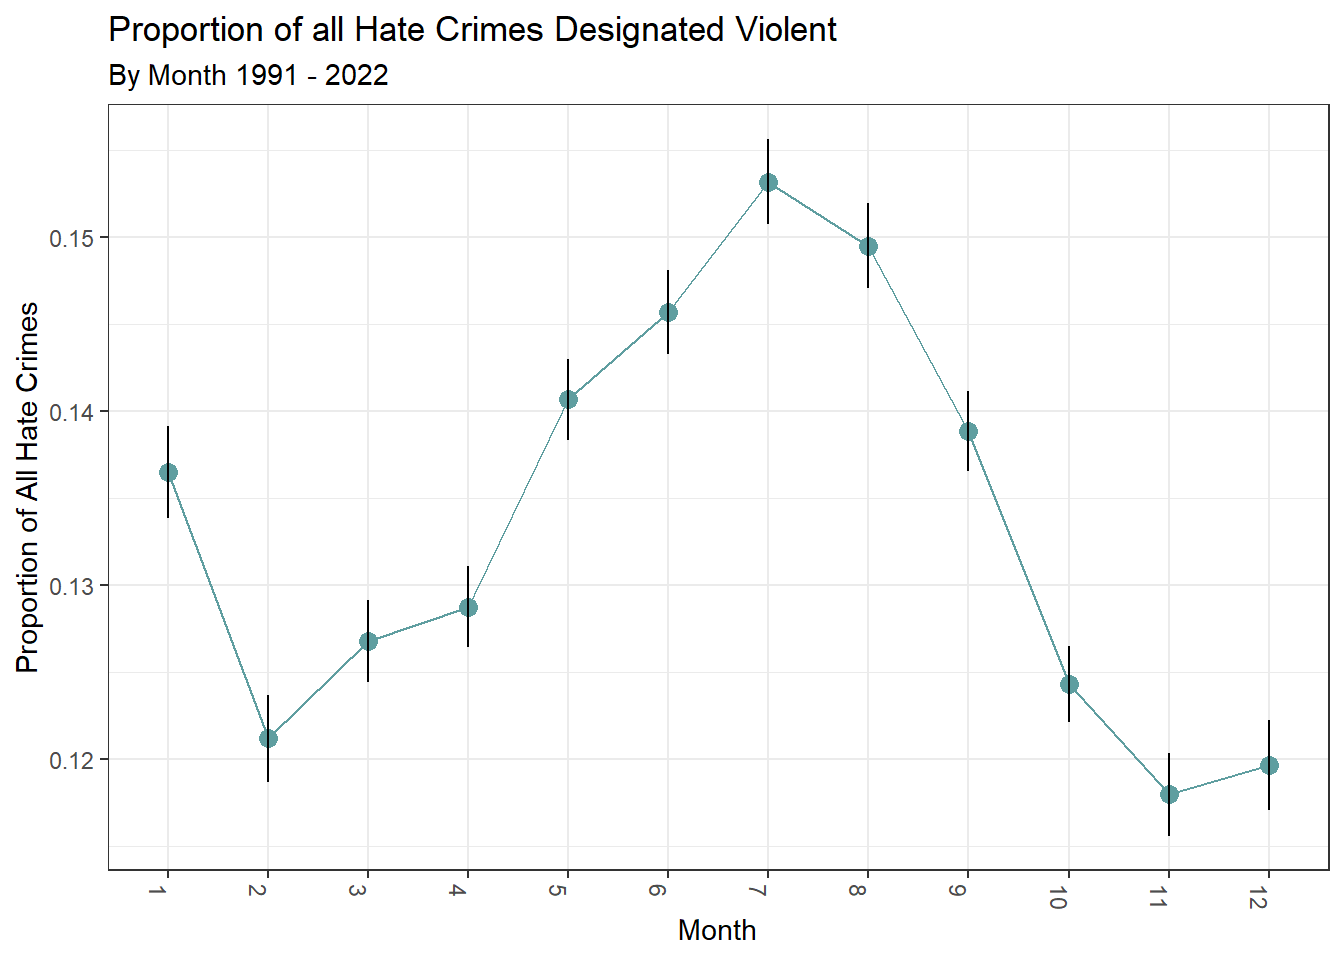 Proportion of all Hate Crimes Designated Violent
By Month 1991 - 2022
Proportion of All Hate Crimes
0.15
0.14
0.13
0.12
1 2 3 4 5 6 7 8 9 10 11 12
Month